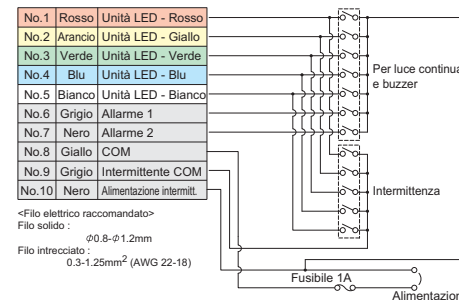 No.1 Rosso Unità LED - Rosso
No.2 Arancio Unità LED - Giallo
No.3 Verde Unità LED - Verde
No.4 Blu Unità LED - Blu
No.5 Bianco Unità LED - Bianco
No.6 Grigio Allarme 1
No.7 Nero Allarme 2
No.8 Giallo COM
No.9 Grigio Intermittente COM
No.10 Nero Alimentazione intermitt.
<Filo elettrico raccomandato>
Filo solido :
φ0.8-φ1.2mm
Filo intrecciato :
0.3-1.25mm² (AWG 22-18)
Per luce continua
e buzzer
Intermittenza
Fusibile 1A
Alimentazion